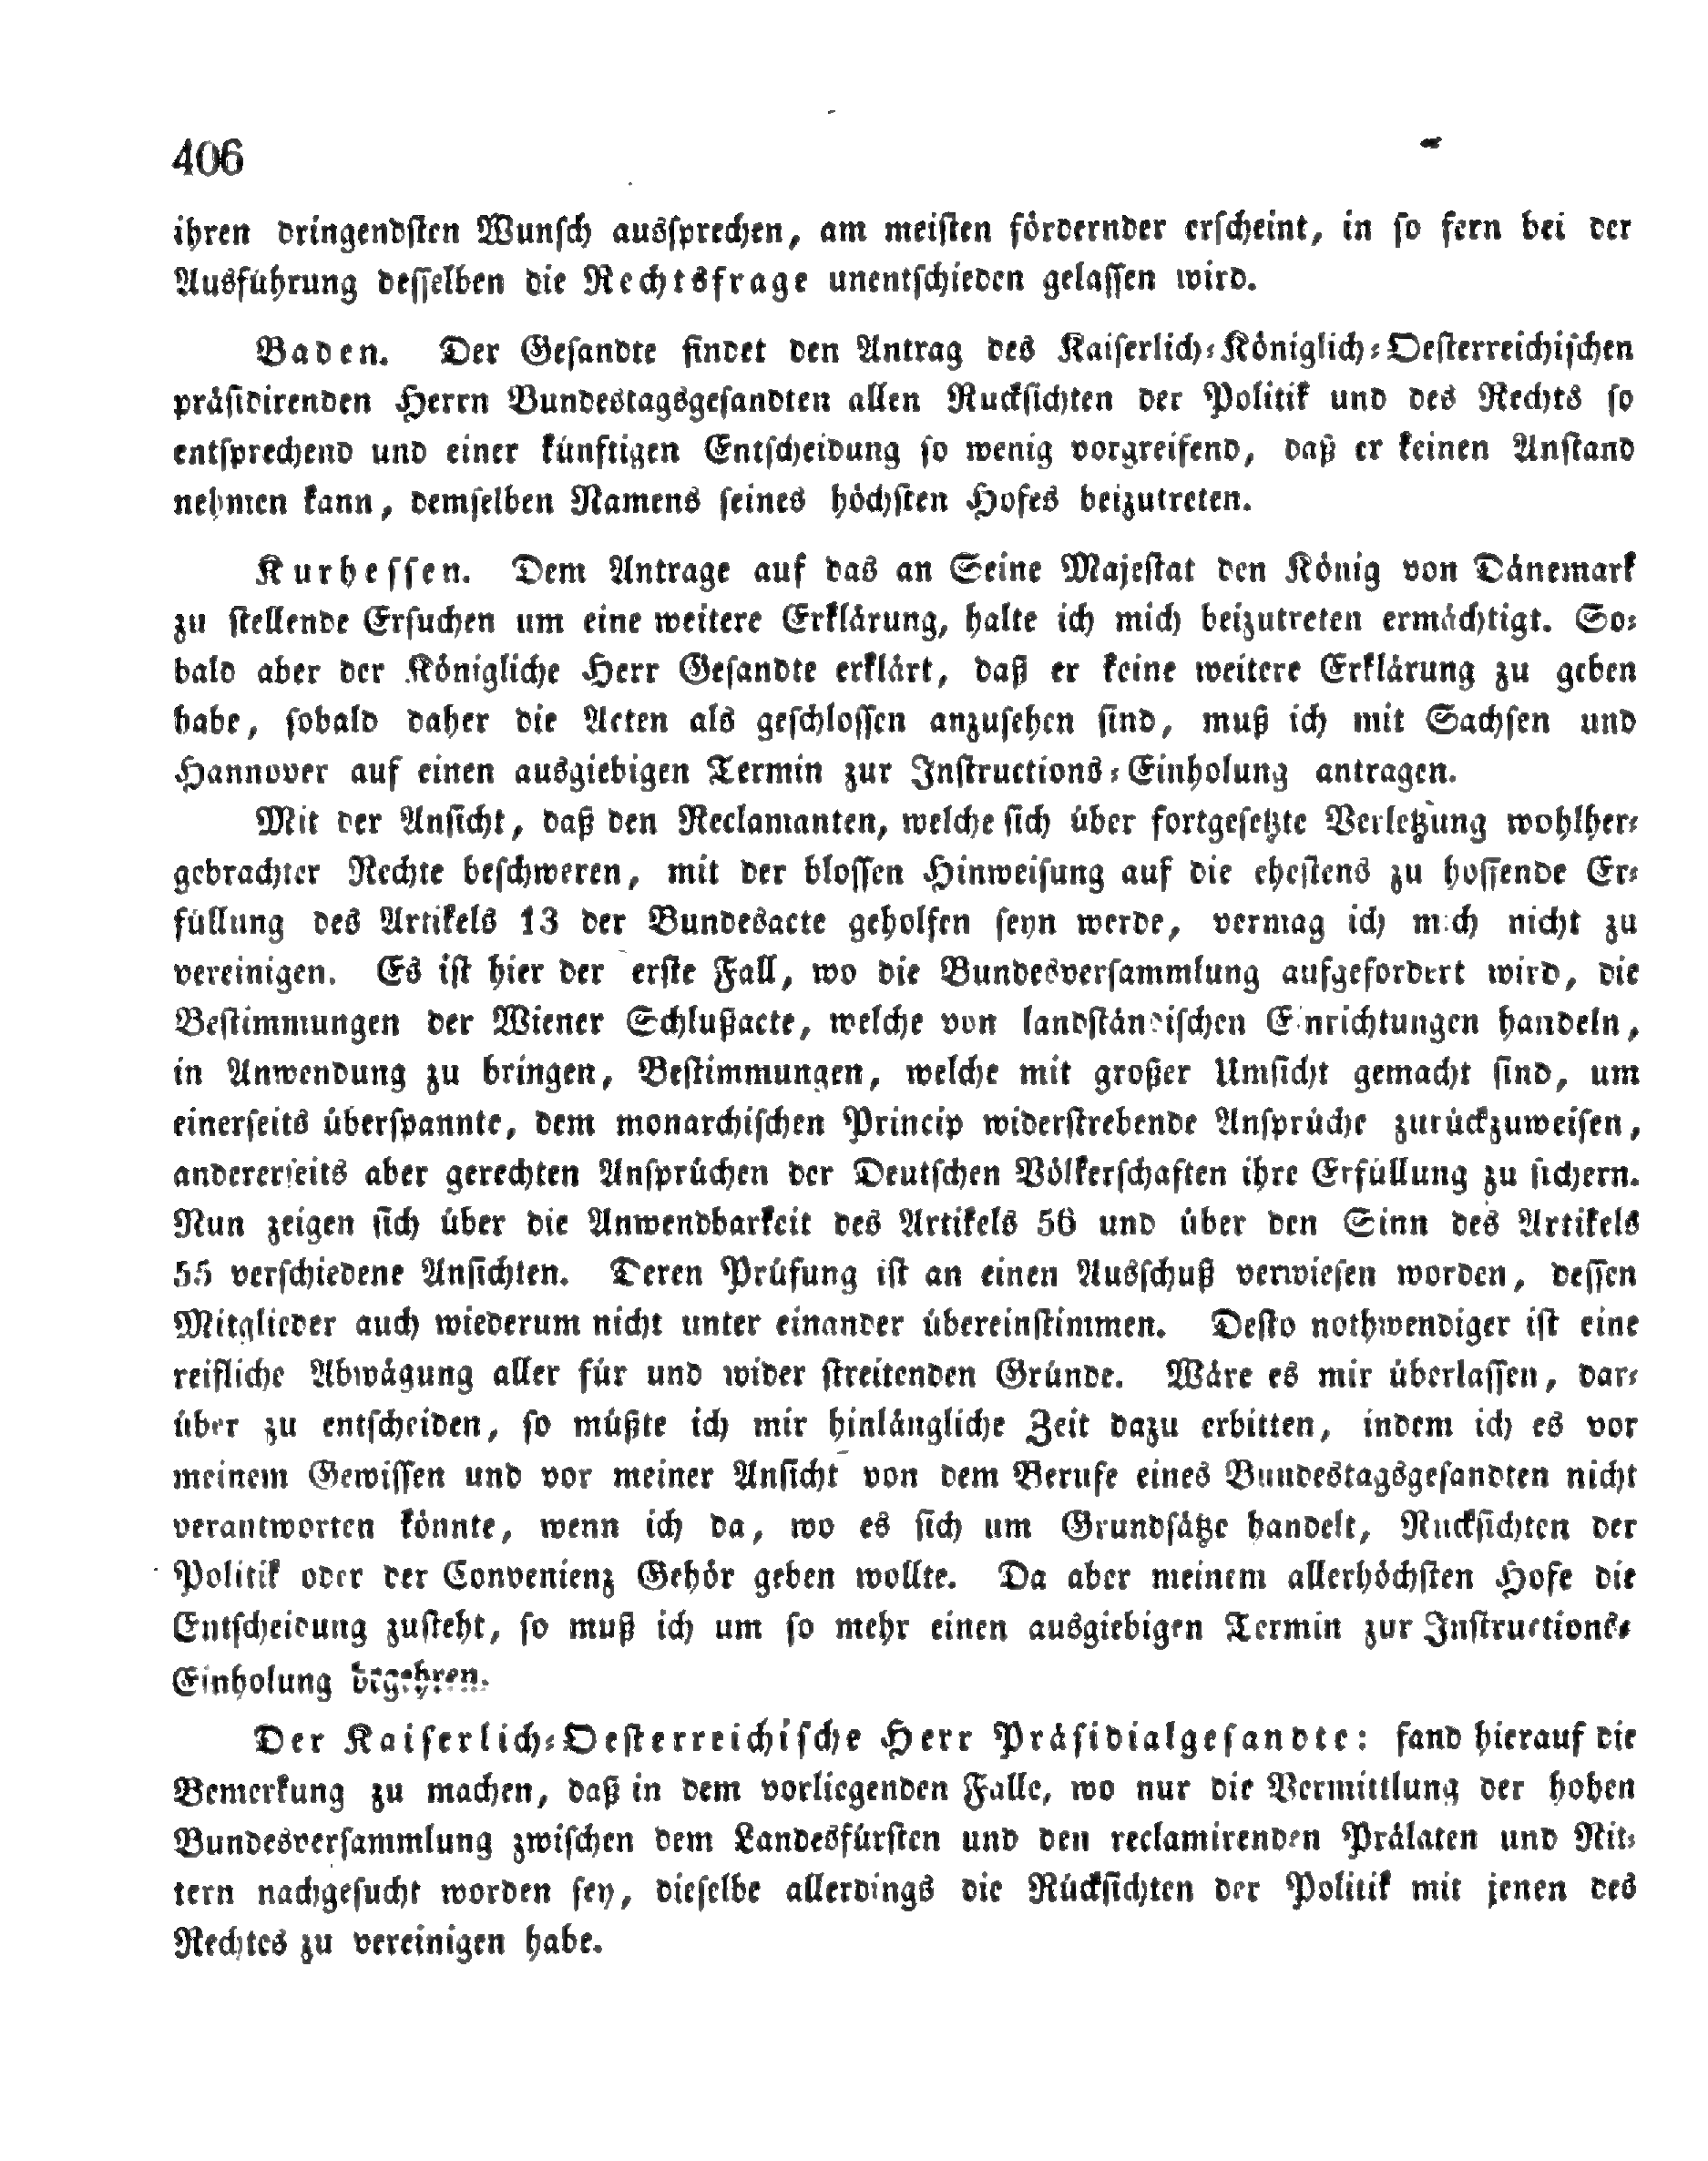 406
ihren dringendsten Wunsch aussprechen, am meisten fördernder erscheint, in so fern bei der
Ausführung desselben die Rechtsfrage unentschieden gelassen wird.
Baden. Der Gesandte findet den Antrag des Kaiserlich-Königlich-Oesterreichischen
präsidirenden Herrn Bundestagsgesandten allen Rucksichten der Politik und des Rechts so
entsprechend und einer künftigen Entscheidung so wenig vorgreifend, daß er keinen Anstand
nehmen kann, demselben Namens seines höchsten Hofes beizutreten.
Kurhessen. Dem Antrage auf das an Seine Majestat den König von Dänemark
zu stellende Ersuchen um eine weitere Erklärung, halte ich mich beizutreten ermächtigt. So-
bald aber der Königliche Herr Gesandte erklärt, daß er keine weitere Erklärung zu geben
habe, sobald daher die Acten als geschlossen anzusehen sind, muß ich mit Sachsen und
Hannover auf einen ausgiebigen Termin zur Instructions-Einholung antragen.
Mit der Ansicht, daß den Reclamanten, welche sich über fortgesetzte Verletzung wohlher-
gebrachter Rechte beschweren, mit der blossen Hinweisung auf die ehestens zu hoffende Er-
füllung des Artikels 13 der Bundesacte geholfen seyn werde, vermag ich mich nicht zu
vereinigen. Es ist hier der erste Fall, wo die Bundesversammlung aufgefordert wird, die
Bestimmungen der Wiener Schlußacte, welche von landständischen Einrichtungen handeln,
in Anwendung zu bringen, Bestimmungen, welche mit großer Umsicht gemacht sind, um
einerseits überspannte, dem monarchischen Princip widerstrebende Ansprüche zurückzuweisen,
andererseits aber gerechten Ansprüchen der Deutschen Völkerschaften ihre Erfüllung zu sichern.
Nun zeigen sich über die Anwendbarkeit des Artikels 56 und über den Sinn des Artikels
55 verschiedene Ansichten. Deren Prüfung ist an einen Ausschuß verwiesen worden, dessen
Mitglieder auch wiederum nicht unter einander übereinstimmen. Desto nothwendiger ist eine
reifliche Abwägung aller für und wider streitenden Gründe. Wäre es mir überlassen, dar-
über zu entscheiden, so müßte ich mir hinlängliche Zeit dazu erbitten, indem ich es vor
meinem Gewissen und vor meiner Ansicht von dem Berufe eines Bundestagsgesandten nicht
verantworten könnte, wenn ich da, wo es sich um Grundsätze handelt, Rucksichten der
Politik oder der Convenienz Gehör geben wollte. Da aber meinem allerhöchsten Hofe die
Entscheidung zusteht, so muß ich um so mehr einen ausgiebigen Termin zur Instructions-
Einholung begehren.
Der Kaiserlich-Oesterreichische Herr Präsidialgesandte: fand hierauf die
Bemerkung zu machen, daß in dem vorliegenden Falle, wo nur die Vermittlung der hohen
Bundesversammlung zwischen dem Landesfürsten und den reclamirenden Prälaten und Rit-
tern nachgesucht worden sey, dieselbe allerdings die Rücksichten der Politik mit jenen des
Rechtes zu vereinigen habe.